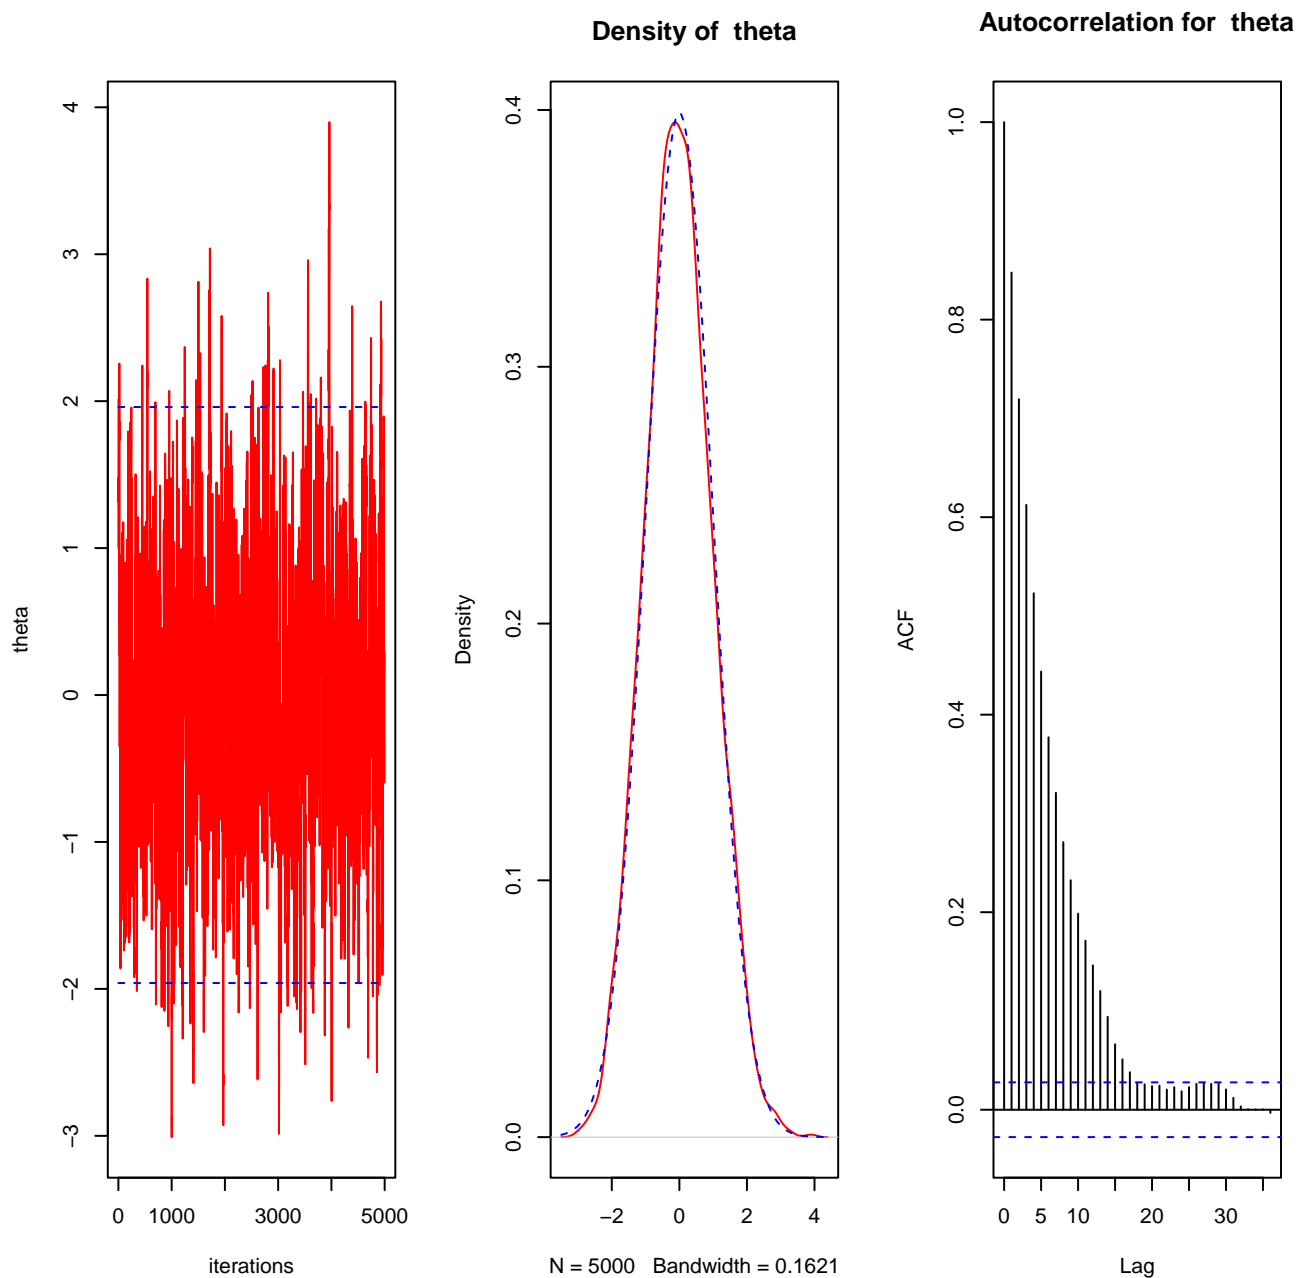 Density of  theta
Autocorrelation for  theta
theta
4
3
2
1
0
−1
−2
−3
0 1000 3000 5000
iterations
Density
0.4
0.3
0.2
0.1
0.0
−2 0 2 4
N = 5000   Bandwidth = 0.1621
ACF
1.0
0.8
0.6
0.4
0.2
0.0
0 5 10 20 30
Lag